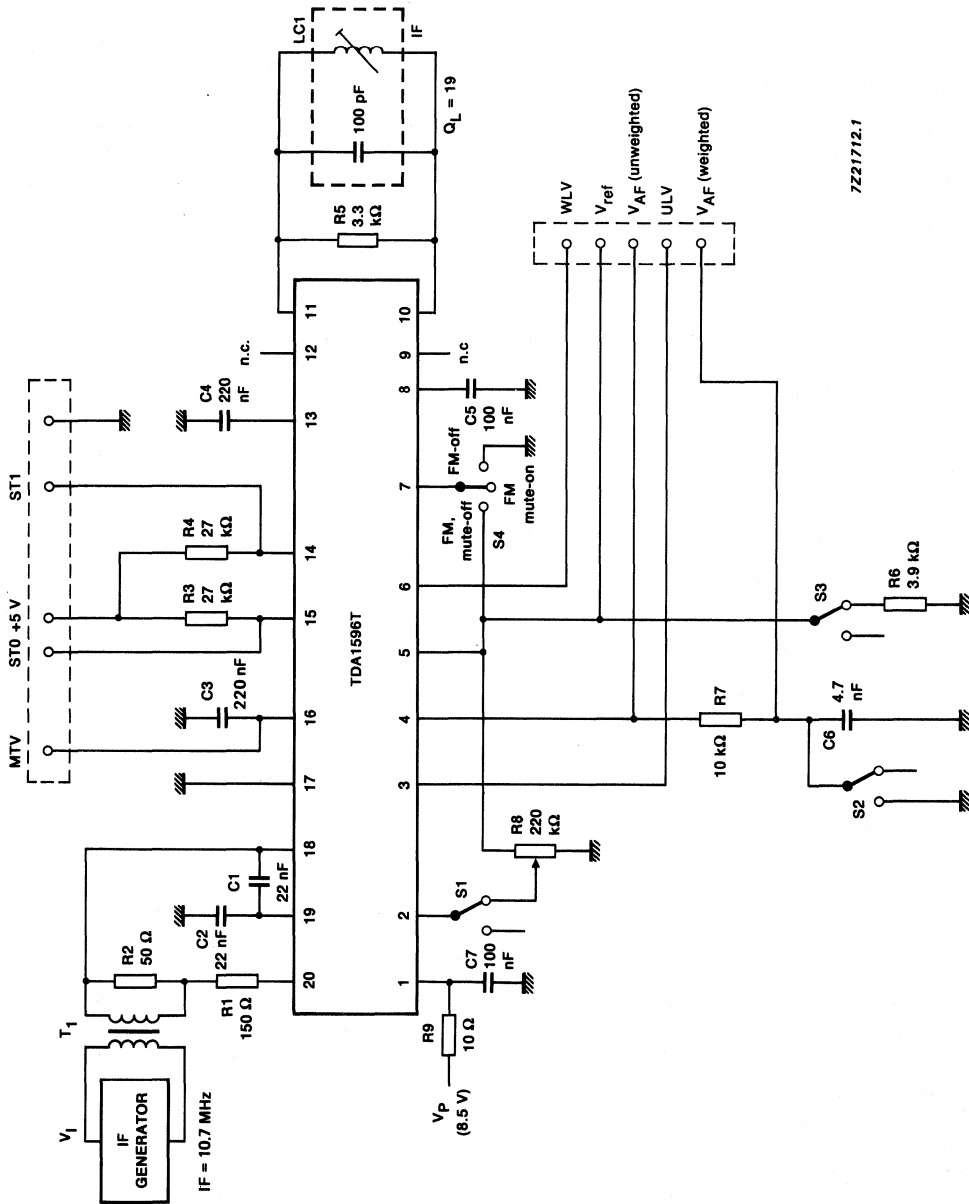 IF
GENERATOR
V_I
IF = 10.7 MHz
T_1
R2
50 Ω
R1
150 Ω
C2
22 nF
C1
22 nF
MTV
ST0 +5 V
ST1
C3
220 nF
R3
27
kΩ
R4
27
kΩ
C4
220
nF
n.c.
20
19
18
17
16
15
14
13
12
11
TDA1596T
1
2
3
4
5
6
7
8
9
10
n.c
R5
3.3
kΩ
100 pF
LC1
IF
Q_L = 19
V_P
(8.5 V)
R9
10 Ω
C7
100
nF
S1
R8
220
kΩ
FM,
mute-off
FM-off
FM
mute-on
S4
C5
100
nF
WLV
V_ref
V_AF (unweighted)
ULV
V_AF (weighted)
R7
10 kΩ
S2
C6
4.7
nF
S3
R6
3.9 kΩ
7Z21712.1